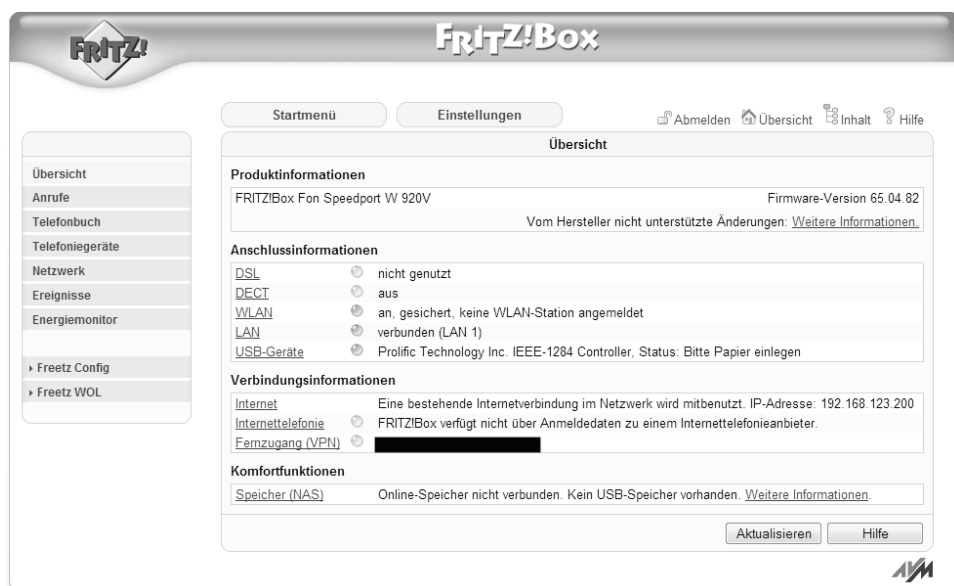 FRITZ!
FRITZ!Box
Startmenü
Einstellungen
Abmelden
Übersicht
Inhalt
Hilfe
Übersicht
Anrufe
Telefonbuch
Telefoniegeräte
Netzwerk
Ereignisse
Energiemonitor
Freetz Config
Freetz WOL
Übersicht
Produktinformationen
FRITZ!Box Fon Speedport W 920V Firmware-Version 65.04.82
Vom Hersteller nicht unterstützte Änderungen: Weitere Informationen.
Anschlussinformationen
DSL nicht genutzt
DECT aus
WLAN an, gesichert, keine WLAN-Station angemeldet
LAN verbunden (LAN 1)
USB-Geräte Prolific Technology Inc. IEEE-1284 Controller, Status: Bitte Papier einlegen
Verbindungsinformationen
Internet Eine bestehende Internetverbindung im Netzwerk wird mitbenutzt. IP-Adresse: 192.168.123.200
Internettelefonie FRITZ!Box verfügt nicht über Anmeldedaten zu einem Internettelefonieanbieter.
Fernzugang (VPN)
Komfortfunktionen
Speicher (NAS) Online-Speicher nicht verbunden. Kein USB-Speicher vorhanden. Weitere Informationen.
Aktualisieren
Hilfe
AVM